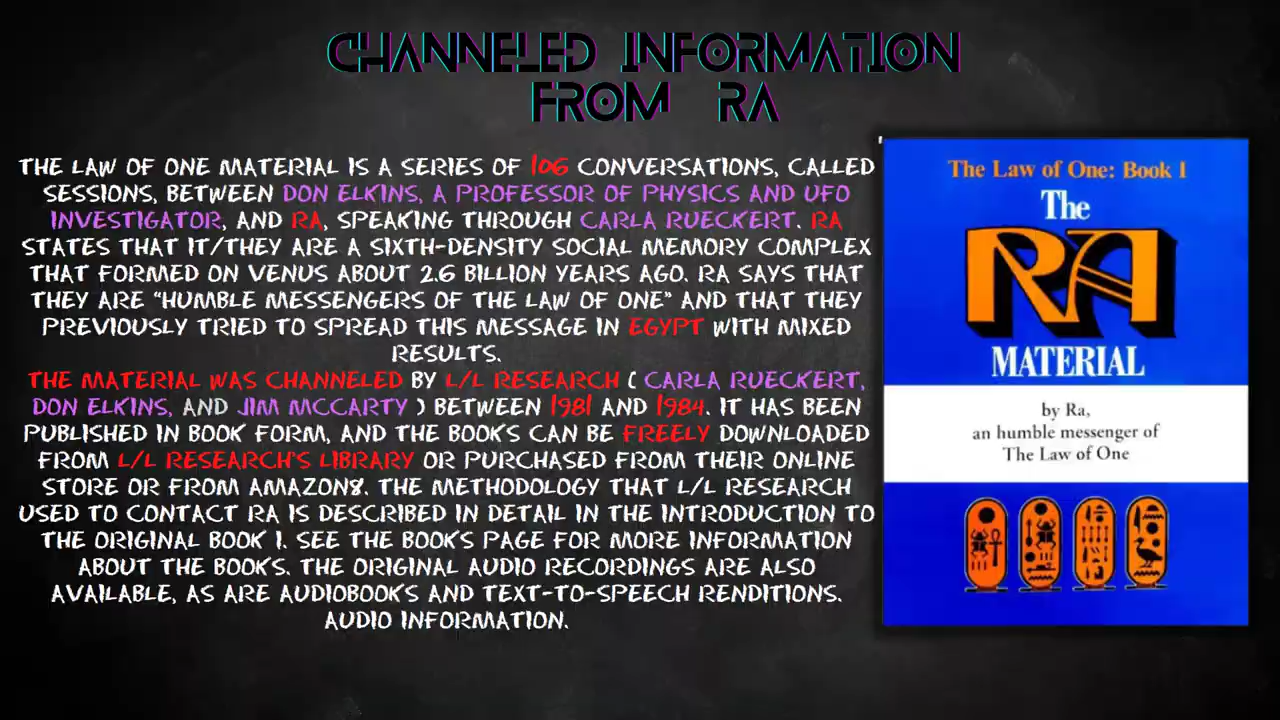 CHANNELED INFORMATION
FROM RA
THE LAW OF ONE MATERIAL IS A SERIES OF 106 CONVERSATIONS, CALLED
SESSIONS, BETWEEN DON ELKINS, A PROFESSOR OF PHYSICS AND UFO
INVESTIGATOR, AND RA, SPEAKING THROUGH CARLA RUECKERT. RA
STATES THAT IT/THEY ARE A SIXTH-DENSITY SOCIAL MEMORY COMPLEX
THAT FORMED ON VENUS ABOUT 2.6 BILLION YEARS AGO. RA SAYS THAT
THEY ARE "HUMBLE MESSENGERS OF THE LAW OF ONE" AND THAT THEY
PREVIOUSLY TRIED TO SPREAD THIS MESSAGE IN EGYPT WITH MIXED
RESULTS.
THE MATERIAL WAS CHANNELED BY L/L RESEARCH ( CARLA RUECKERT,
DON ELKINS, AND JIM MCCARTY ) BETWEEN 1981 AND 1984. IT HAS BEEN
PUBLISHED IN BOOK FORM, AND THE BOOKS CAN BE FREELY DOWNLOADED
FROM L/L RESEARCH'S LIBRARY OR PURCHASED FROM THEIR ONLINE
STORE OR FROM AMAZON8. THE METHODOLOGY THAT L/L RESEARCH
USED TO CONTACT RA IS DESCRIBED IN DETAIL IN THE INTRODUCTION TO
THE ORIGINAL BOOK 1. SEE THE BOOKS PAGE FOR MORE INFORMATION
ABOUT THE BOOKS. THE ORIGINAL AUDIO RECORDINGS ARE ALSO
AVAILABLE, AS ARE AUDIOBOOKS AND TEXT-TO-SPEECH RENDITIONS.
AUDIO INFORMATION.
The Law of One: Book I
The
RA
MATERIAL
by Ra,
an humble messenger of
The Law of One